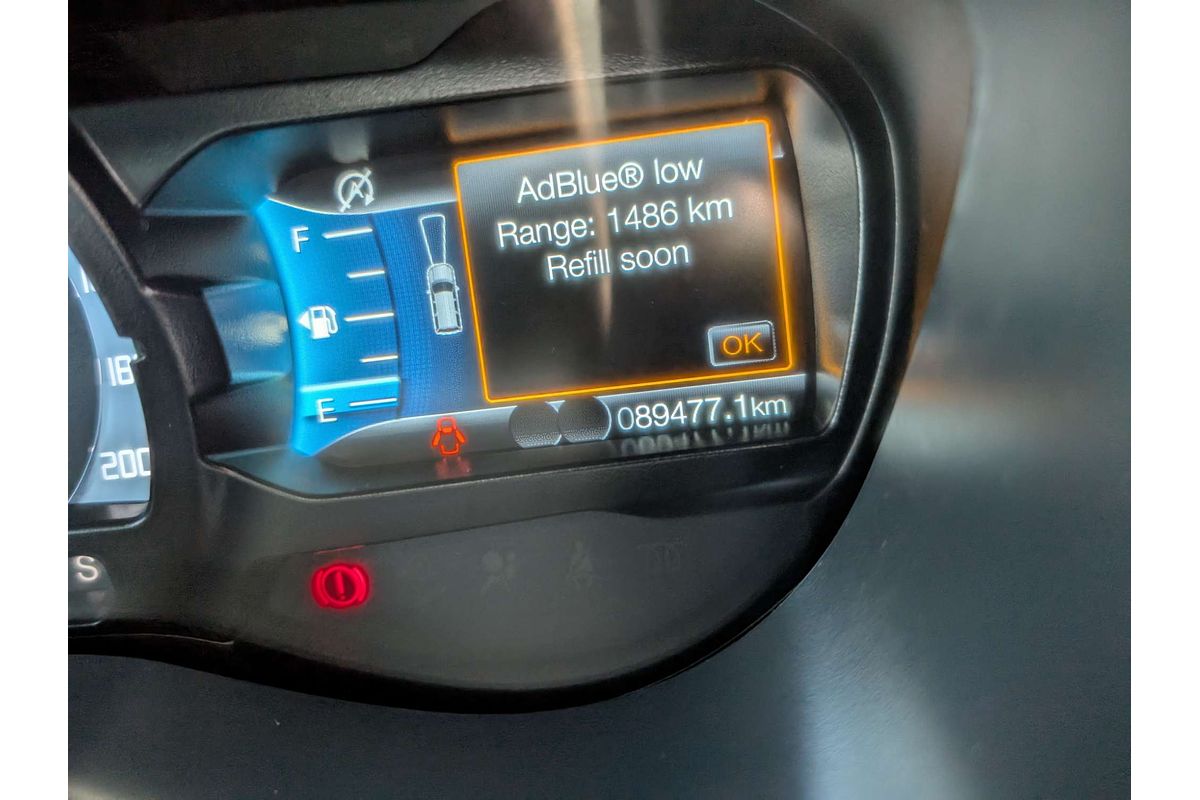 AdBlue® low
Range: 1486 km
Refill soon
OK
F
E
089477.1km
200
S